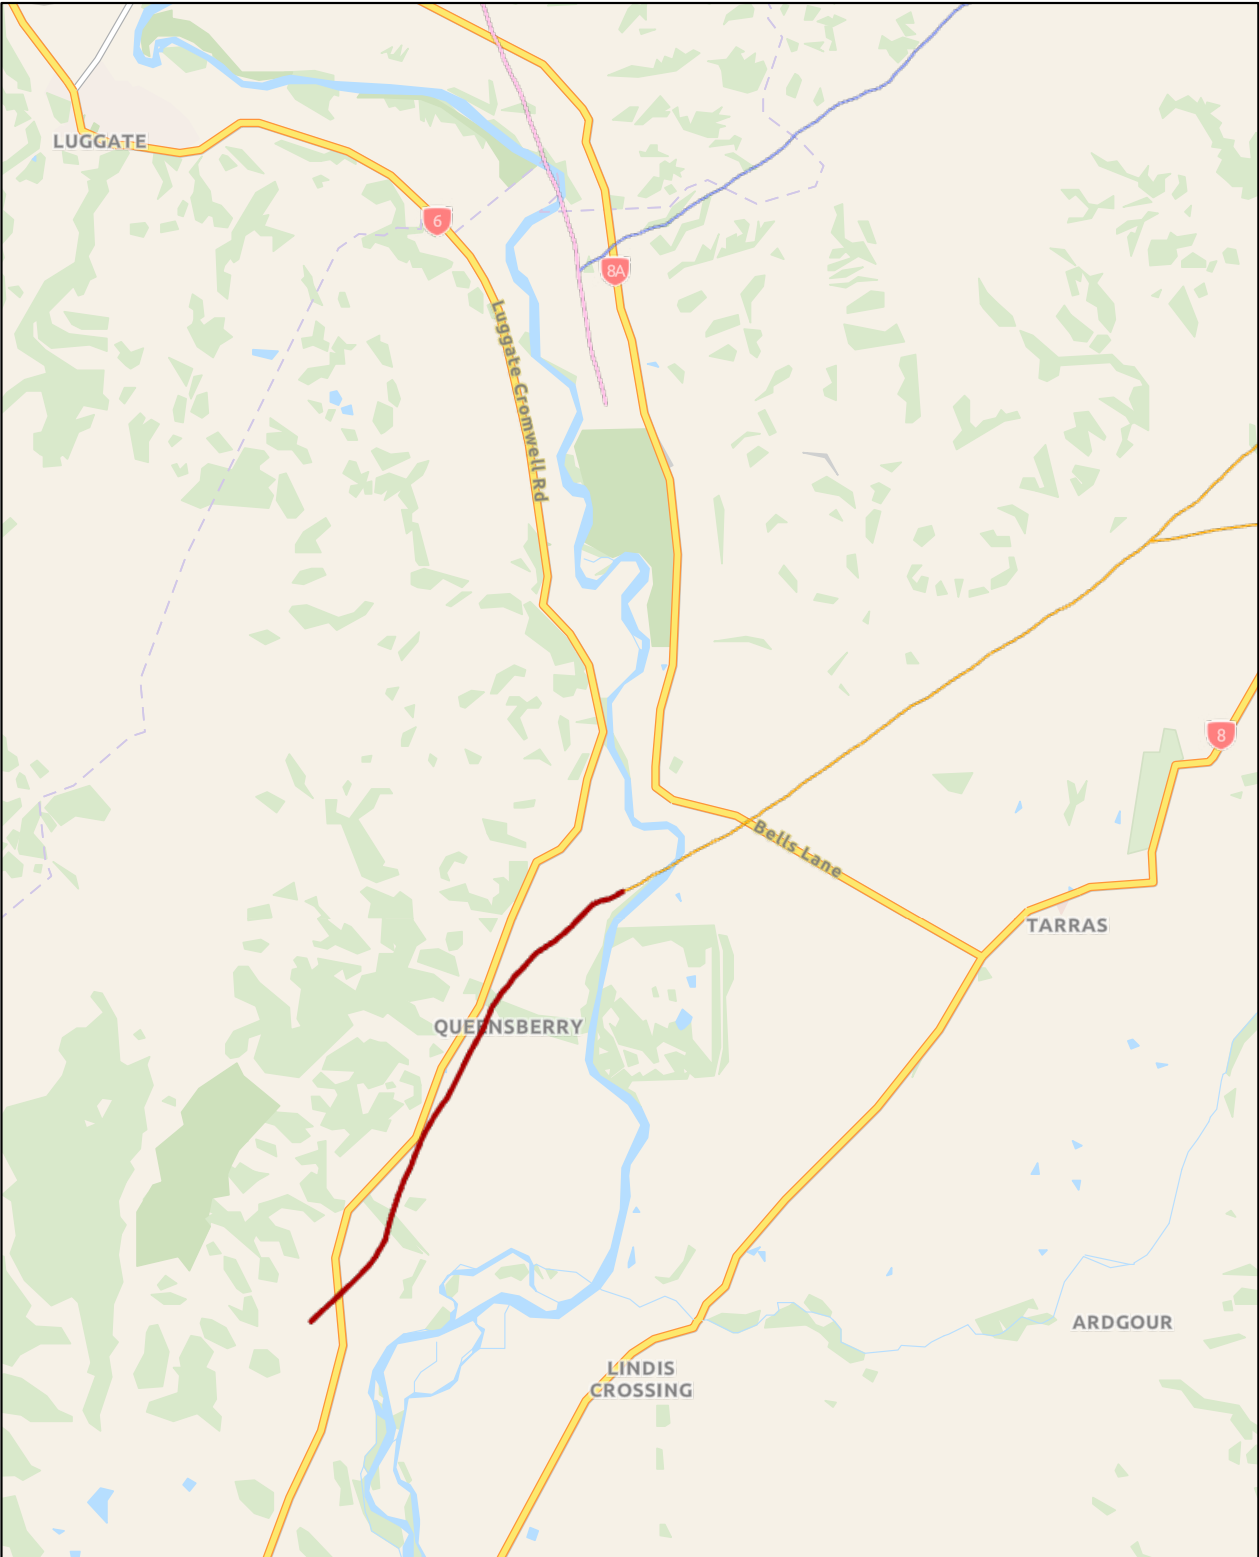 LUGGATE
6
8A
Luggate Cromwell Rd
8
Bells Lane
TARRAS
QUEENSBERRY
ARDGOUR
LINDIS
CROSSING